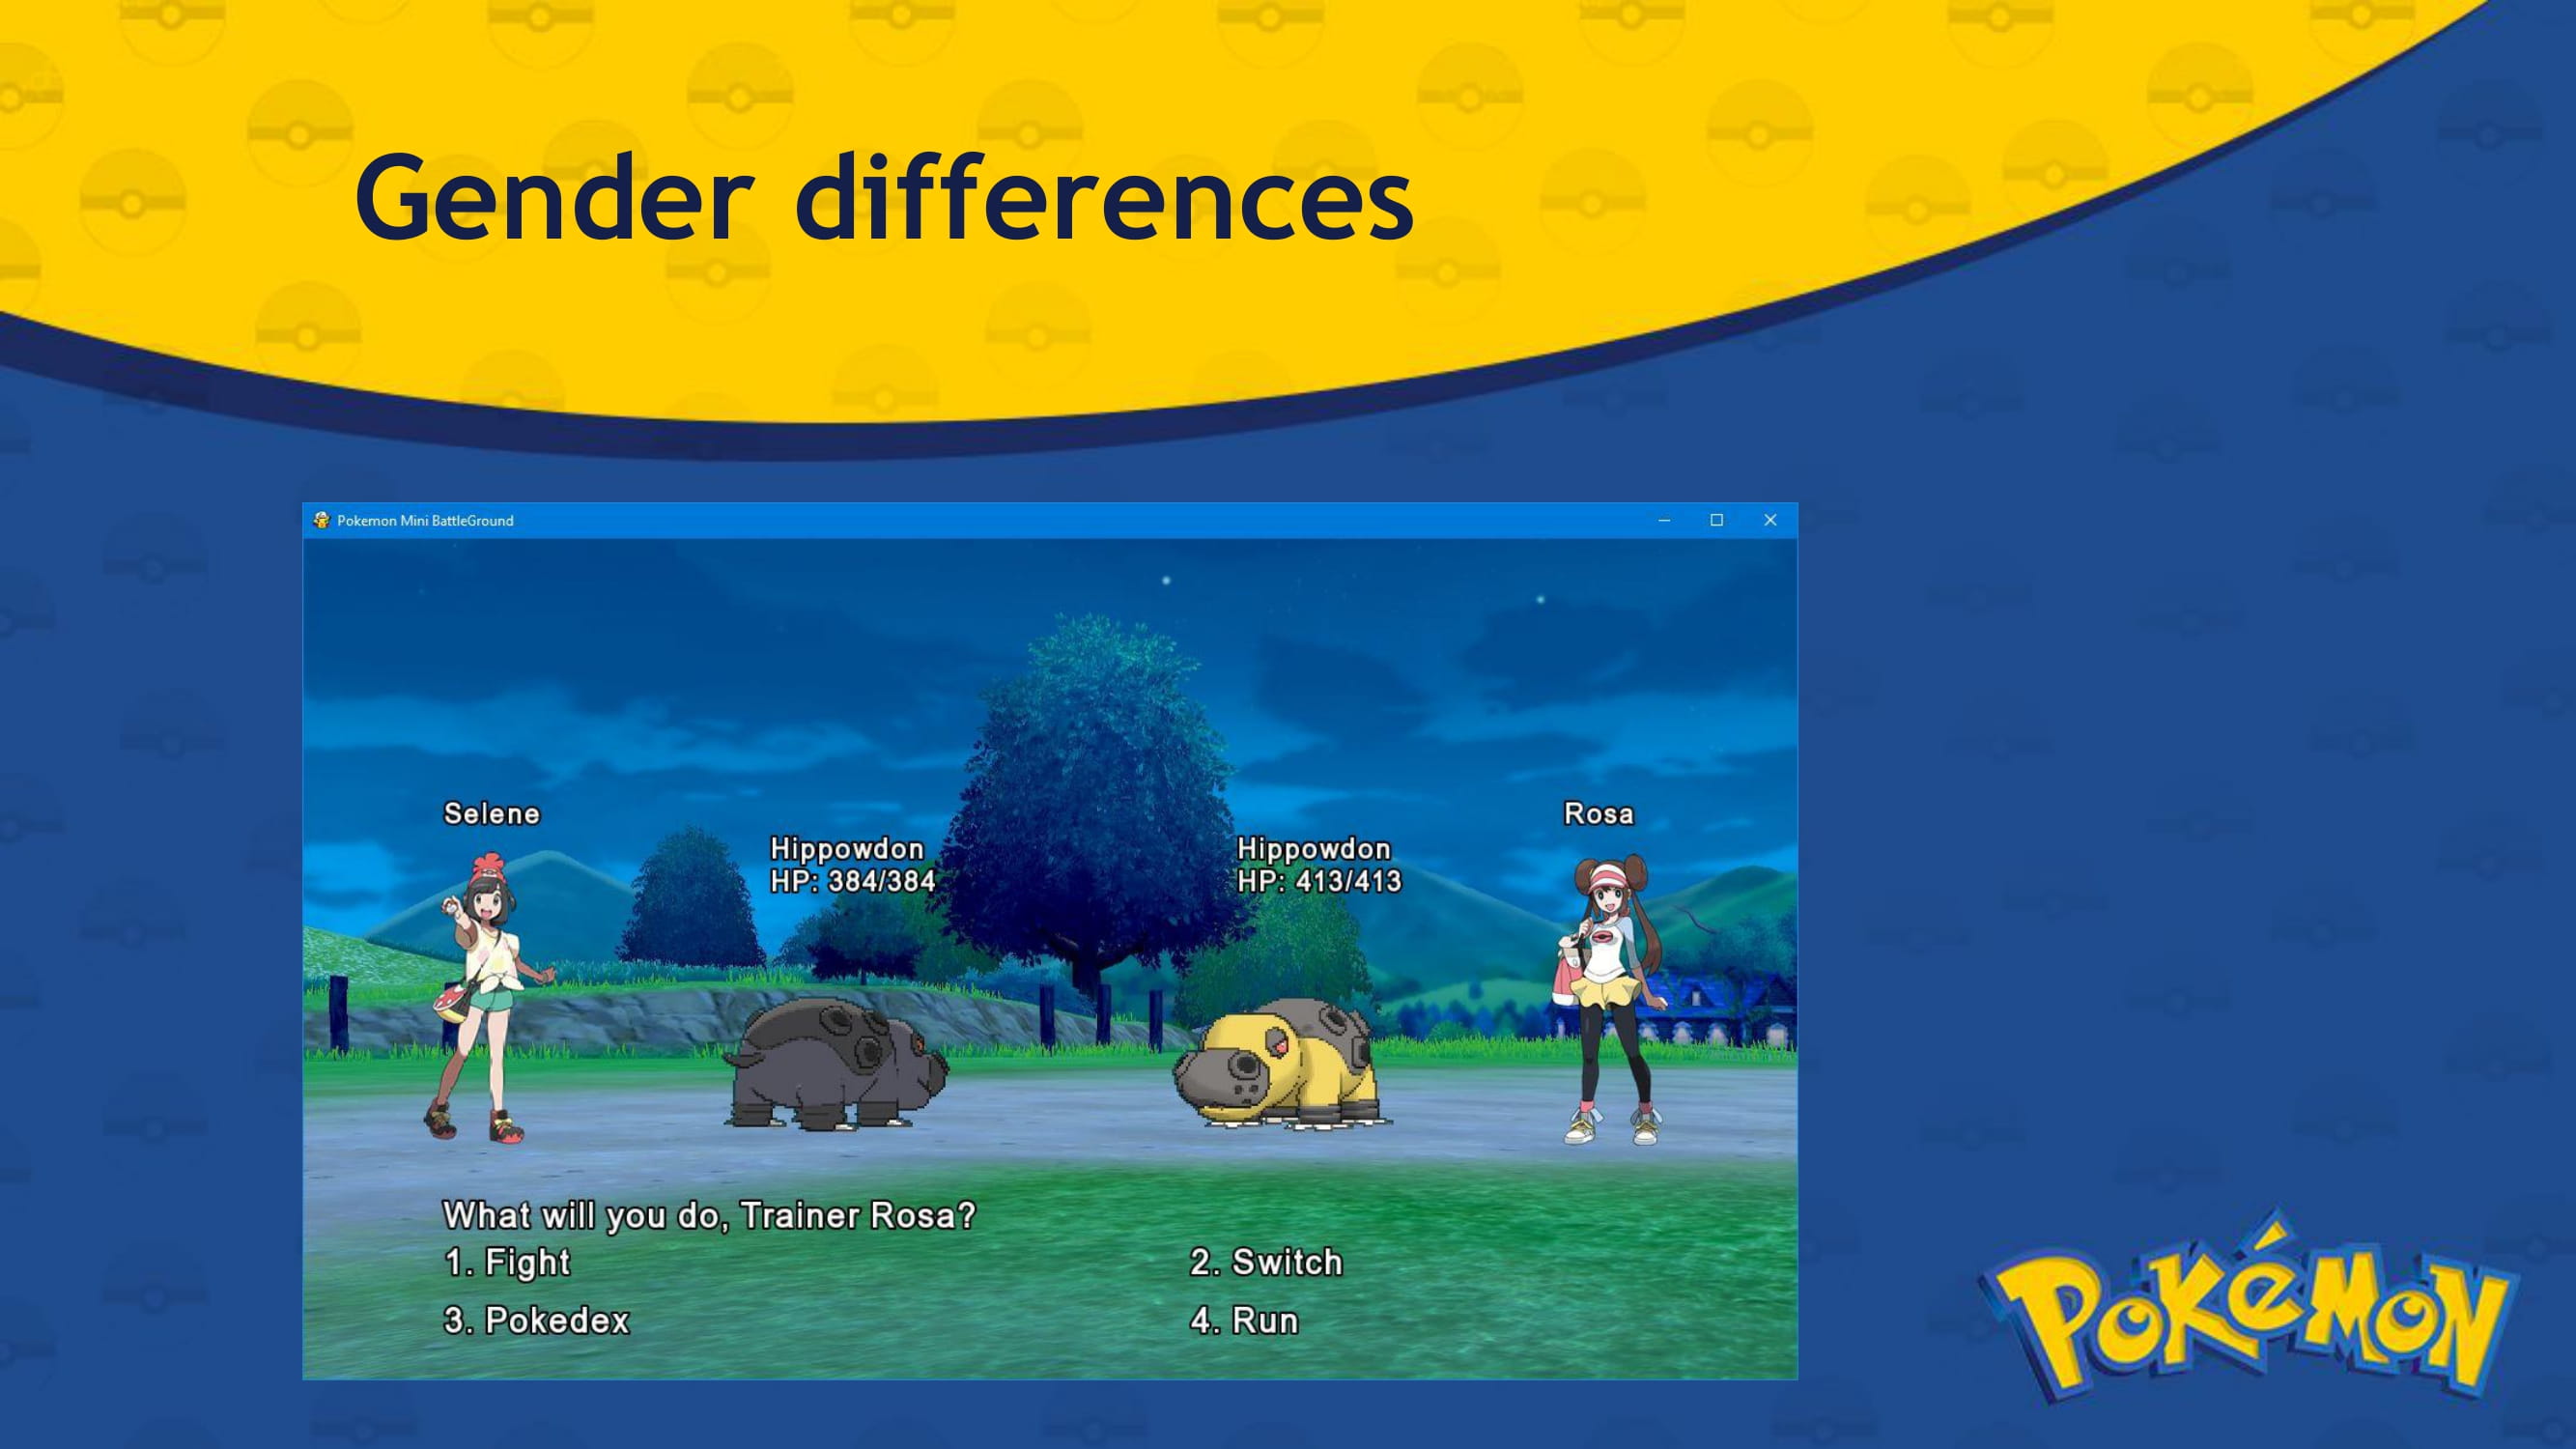 Gender differences
Pokemon Mini BattleGround
Selene
Rosa
Hippowdon
HP: 384/384
Hippowdon
HP: 413/413
What will you do, Trainer Rosa?
1. Fight
2. Switch
3. Pokedex
4. Run
POKéMON